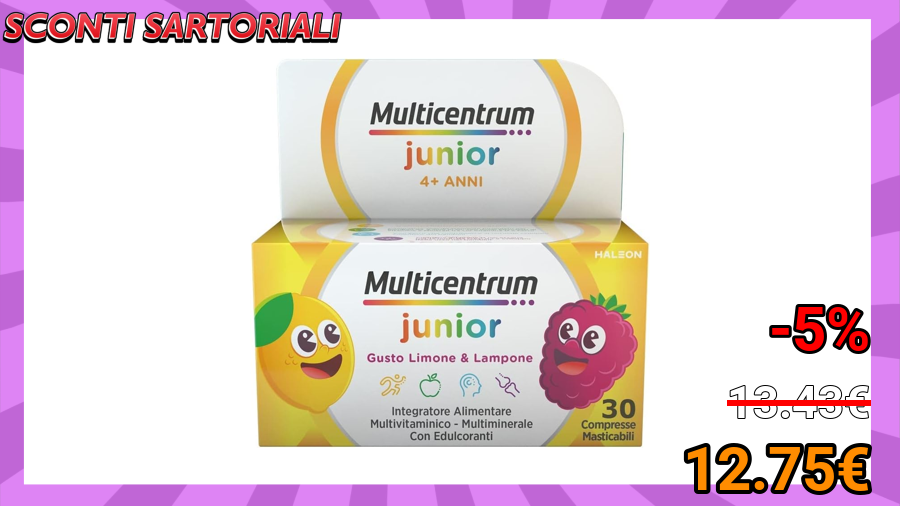 SCONTI SARTORIALI
Multicentrum
junior
4+ ANNI
HALEON
Multicentrum
junior
Gusto Limone & Lampone
Integratore Alimentare
Multivitaminico - Multiminerale
Con Edulcoranti
30
Compresse
Masticabili
-5%
13.43€
12.75€